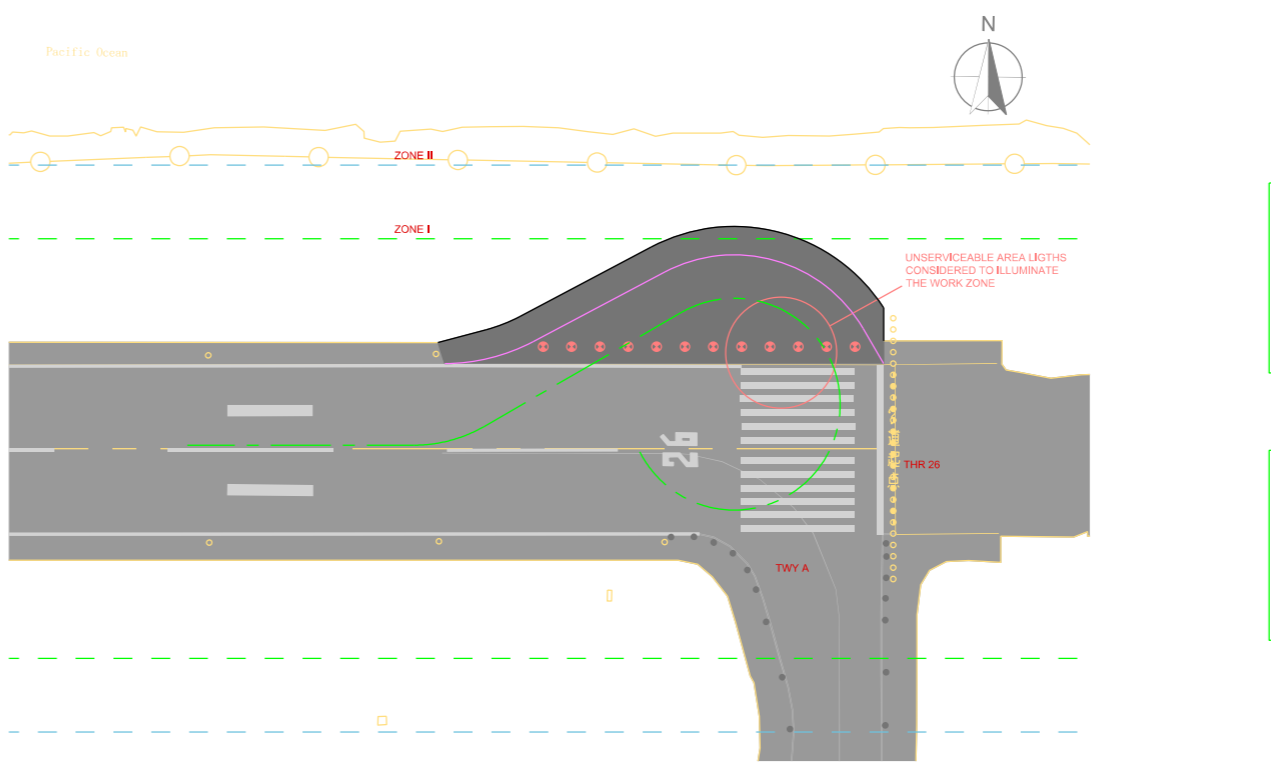 N
Pacific Ocean
ZONE II
ZONE I
UNSERVICEABLE AREA LIGTHS
CONSIDERED TO ILLUMINATE
THE WORK ZONE
26
THR 26
TWY A